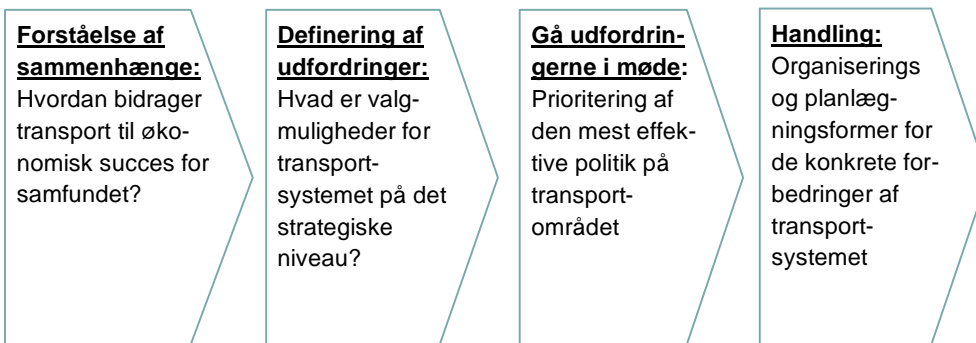 Forståelse af
sammenhænge:
Hvordan bidrager
transport til øko-
nomisk succes for
samfundet?
Definering af
udfordringer:
Hvad er valg-
muligheder for
transport-
systemet på det
strategiske
niveau?
Gå udfordrin-
gerne i møde:
Prioritering af
den mest effek-
tive politik på
transport-
området
Handling:
Organiserings
og planlæg-
ningsformer for
de konkrete for-
bedringer af
transport-
systemet